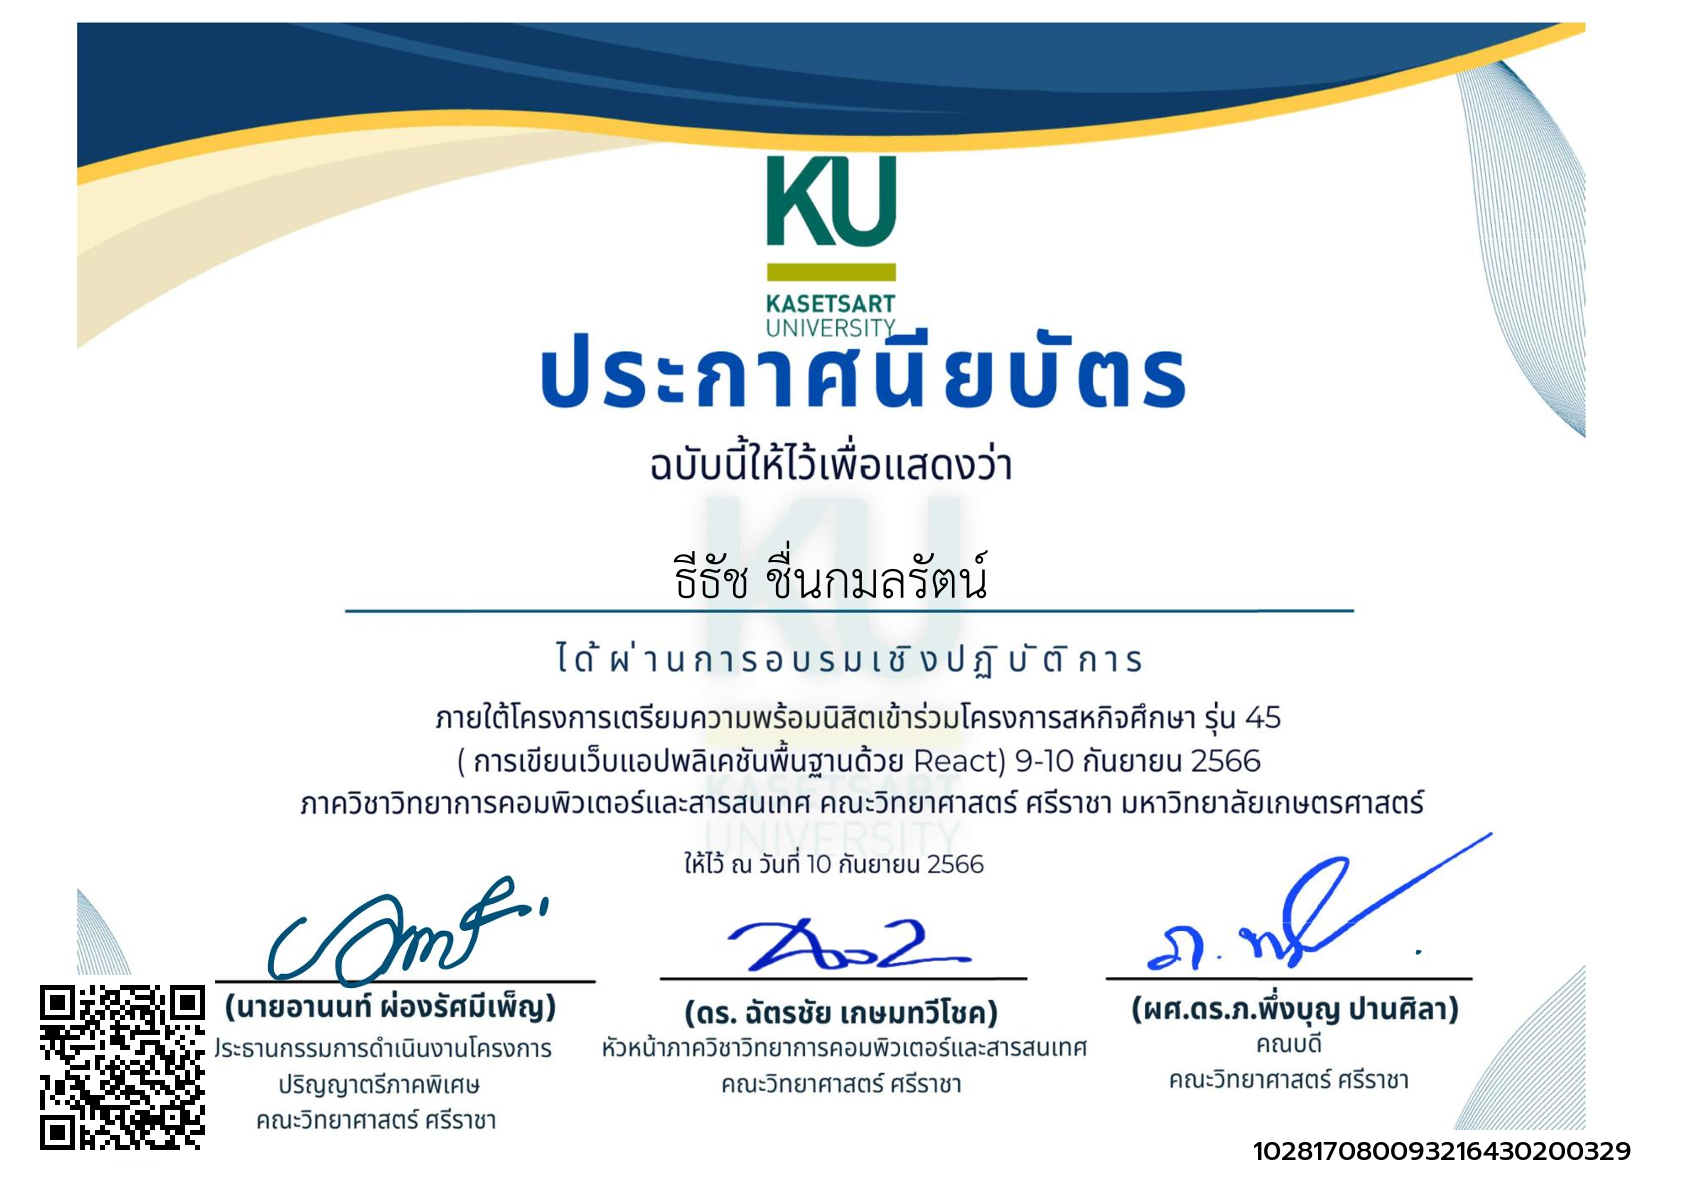 KU
KASETSART
UNIVERSITY
ประกาศนียบัตร
ฉบับนี้ให้ไว้เพื่อแสดงว่า
ธีธัช ชื่นกมลรัตน์
ได้ผ่านการอบรมเชิงปฏิบัติการ
ภายใต้โครงการเตรียมความพร้อมนิสิตเข้าร่วมโครงการสหกิจศึกษา รุ่น 45
( การเขียนเว็บแอปพลิเคชันพื้นฐานด้วย React) 9-10 กันยายน 2566
ภาควิชาวิทยาการคอมพิวเตอร์และสารสนเทศ คณะวิทยาศาสตร์ ศรีราชา มหาวิทยาลัยเกษตรศาสตร์
ให้ไว้ ณ วันที่ 10 กันยายน 2566
(นายอานนท์ ผ่องรัศมีเพ็ญ)
ประธานกรรมการดำเนินงานโครงการ
ปริญญาตรีภาคพิเศษ
คณะวิทยาศาสตร์ ศรีราชา
(ดร. ฉัตรชัย เกษมทวีโชค)
หัวหน้าภาควิชาวิทยาการคอมพิวเตอร์และสารสนเทศ
คณะวิทยาศาสตร์ ศรีราชา
(ผศ.ดร.ภ.พึ่งบุญ ปานศิลา)
คณบดี
คณะวิทยาศาสตร์ ศรีราชา
102817080093216430200329